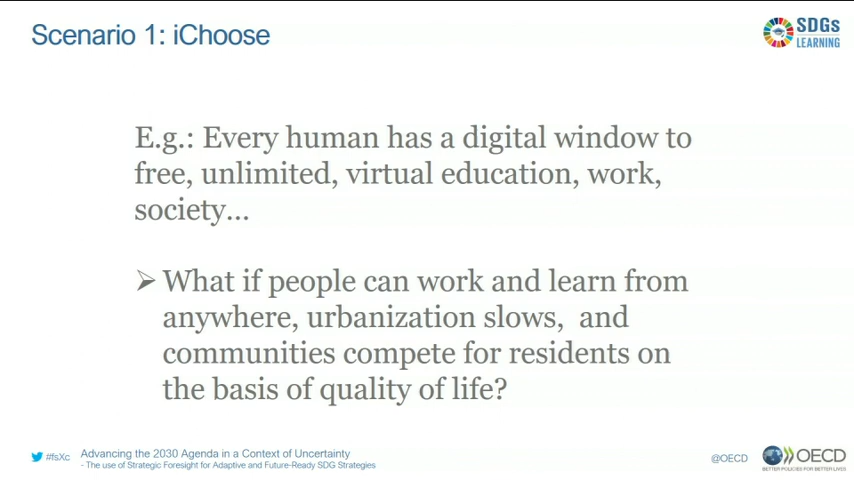 Scenario 1: iChoose
SDGs
LEARNING
E.g.: Every human has a digital window to
free, unlimited, virtual education, work,
society...
➢ What if people can work and learn from
anywhere, urbanization slows,  and
communities compete for residents on
the basis of quality of life?
#fsXc
Advancing the 2030 Agenda in a Context of Uncertainty
- The use of Strategic Foresight for Adaptive and Future-Ready SDG Strategies
@OECD
OECD
BETTER POLICIES FOR BETTER LIVES